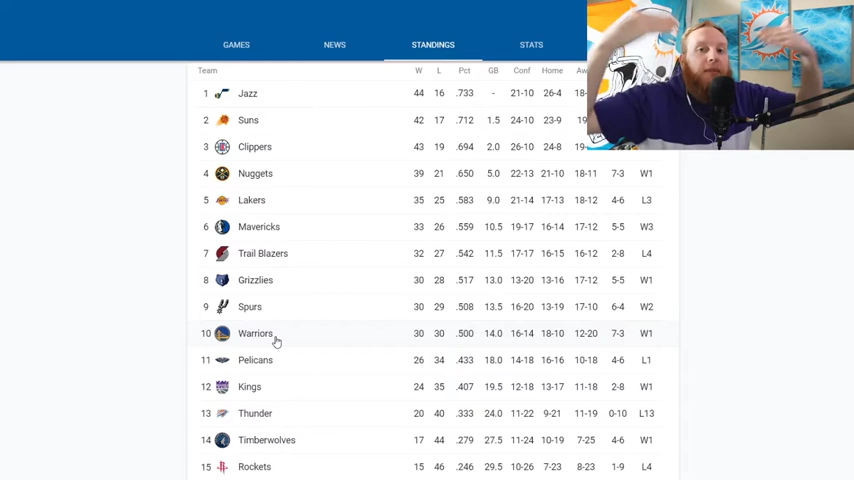 GAMES NEWS STANDINGS STATS
Team W L Pct GB Conf Home
1 Jazz 44 16 .733 - 21-10 26-4
2 Suns 42 17 .712 1.5 24-10 23-9
3 Clippers 43 19 .694 2.0 26-10 24-8
4 Nuggets 39 21 .650 5.0 22-13 21-10 18-11 7-3 W1
5 Lakers 35 25 .583 9.0 21-14 17-13 18-12 4-6 L3
6 Mavericks 33 26 .559 10.5 19-17 16-14 17-12 5-5 W3
7 Trail Blazers 32 27 .542 11.5 17-17 16-15 16-12 2-8 L4
8 Grizzlies 30 28 .517 13.0 13-20 13-16 17-12 5-5 W1
9 Spurs 30 29 .508 13.5 16-20 13-19 17-10 6-4 W2
10 Warriors 30 30 .500 14.0 16-14 18-10 12-20 7-3 W1
11 Pelicans 26 34 .433 18.0 14-18 16-16 10-18 4-6 L1
12 Kings 24 35 .407 19.5 12-18 13-17 11-18 2-8 W1
13 Thunder 20 40 .333 24.0 11-22 9-21 11-19 0-10 L13
14 Timberwolves 17 44 .279 27.5 11-24 10-19 7-25 4-6 W1
15 Rockets 15 46 .246 29.5 10-26 7-23 8-23 1-9 L4